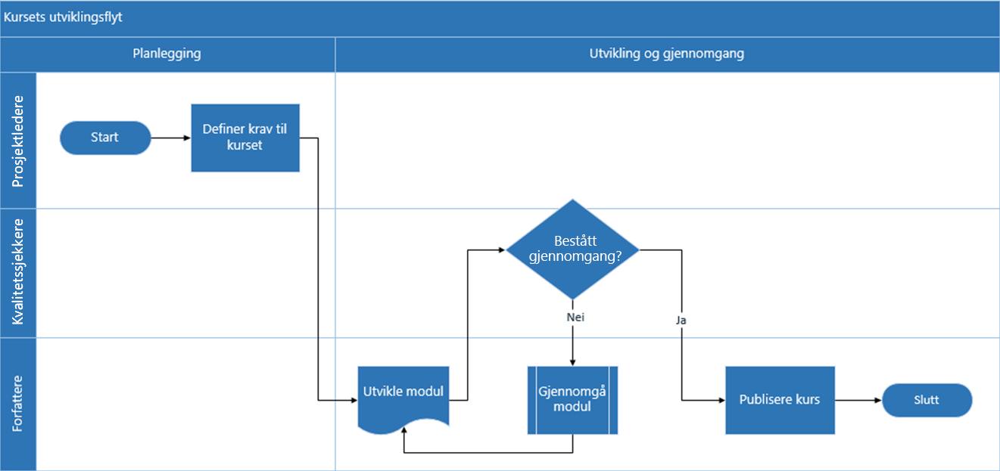 Kursets utviklingsflyt
Planlegging
Utvikling og gjennomgang
Prosjektledere
Start
Definer krav til
kurset
Kvalitetssjekkere
Bestått
gjennomgang?
Nei
Ja
Forfattere
Utvikle modul
Gjennomgå
modul
Publisere kurs
Slutt